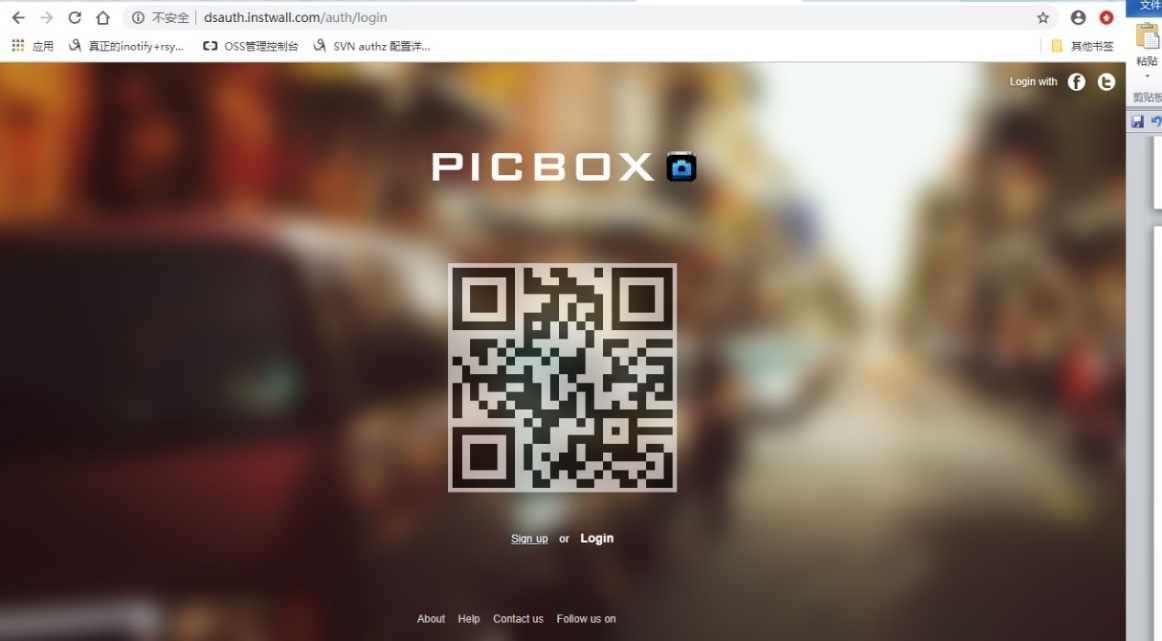 不安全 dsauth.instwall.com/auth/login
文件
应用 真正的inotify+rsy... OSS管理控制台 SVN authz 配置详... 其他书签
粘贴
Login with
剪贴板
PICBOX
Sign up or Login
About Help Contact us Follow us on